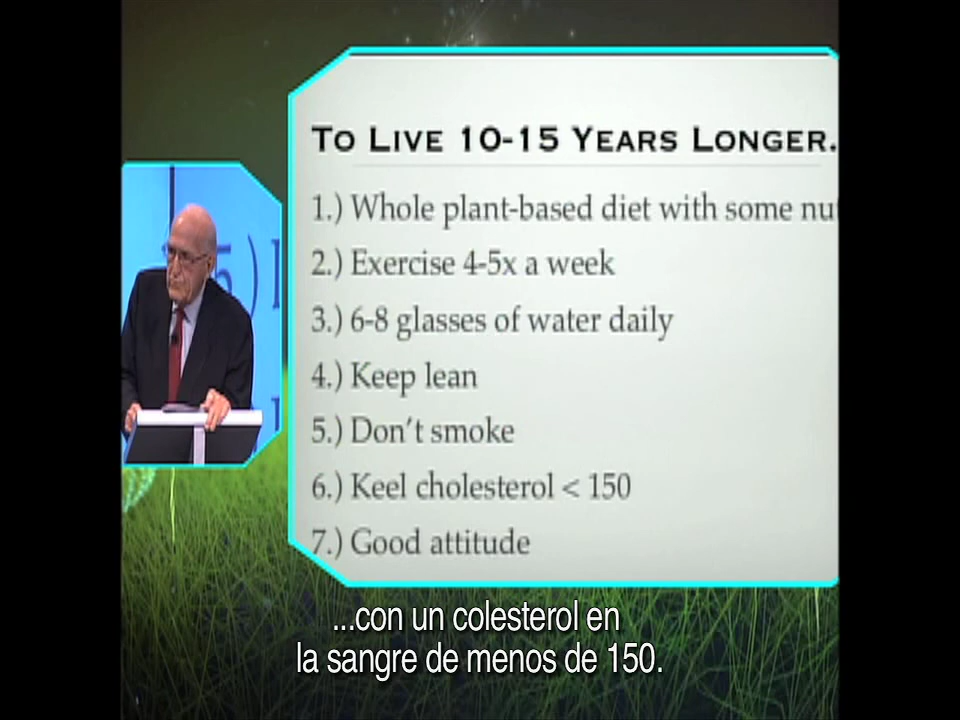 TO LIVE 10-15 YEARS LONGER.
1.) Whole plant-based diet with some
2.) Exercise 4-5x a week
3.) 6-8 glasses of water daily
4.) Keep lean
5.) Don't smoke
6.) Keel cholesterol < 150
7.) Good attitude
5.)
...con un colesterol en
la sangre de menos de 150.